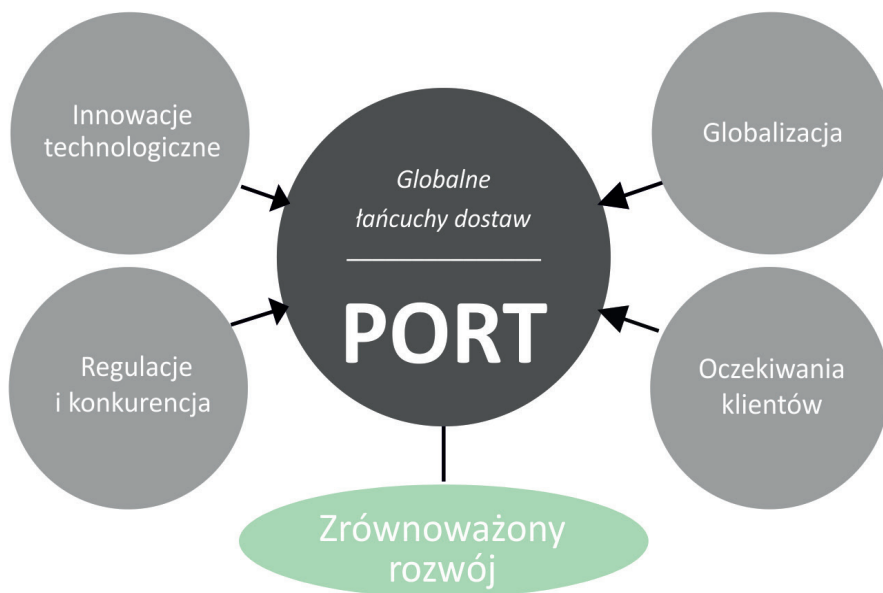 Innowacje
technologiczne
Globalizacja
Globalne
łańcuchy dostaw
PORT
Regulacje
i konkurencja
Oczekiwania
klientów
Zrównoważony
rozwój